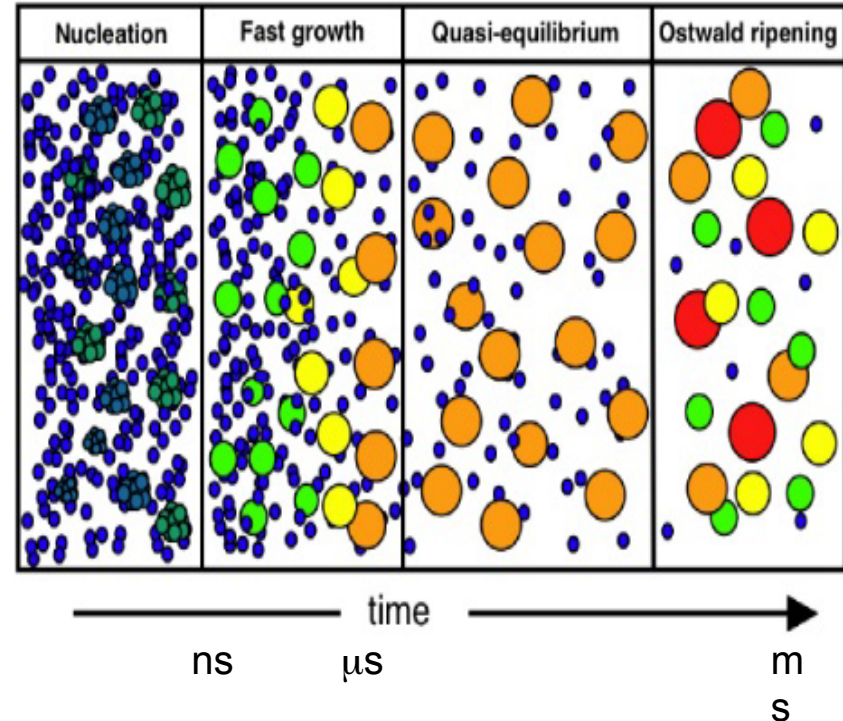 Nucleation Fast growth Quasi-equilibrium Ostwald ripening
time
ns μs m
s